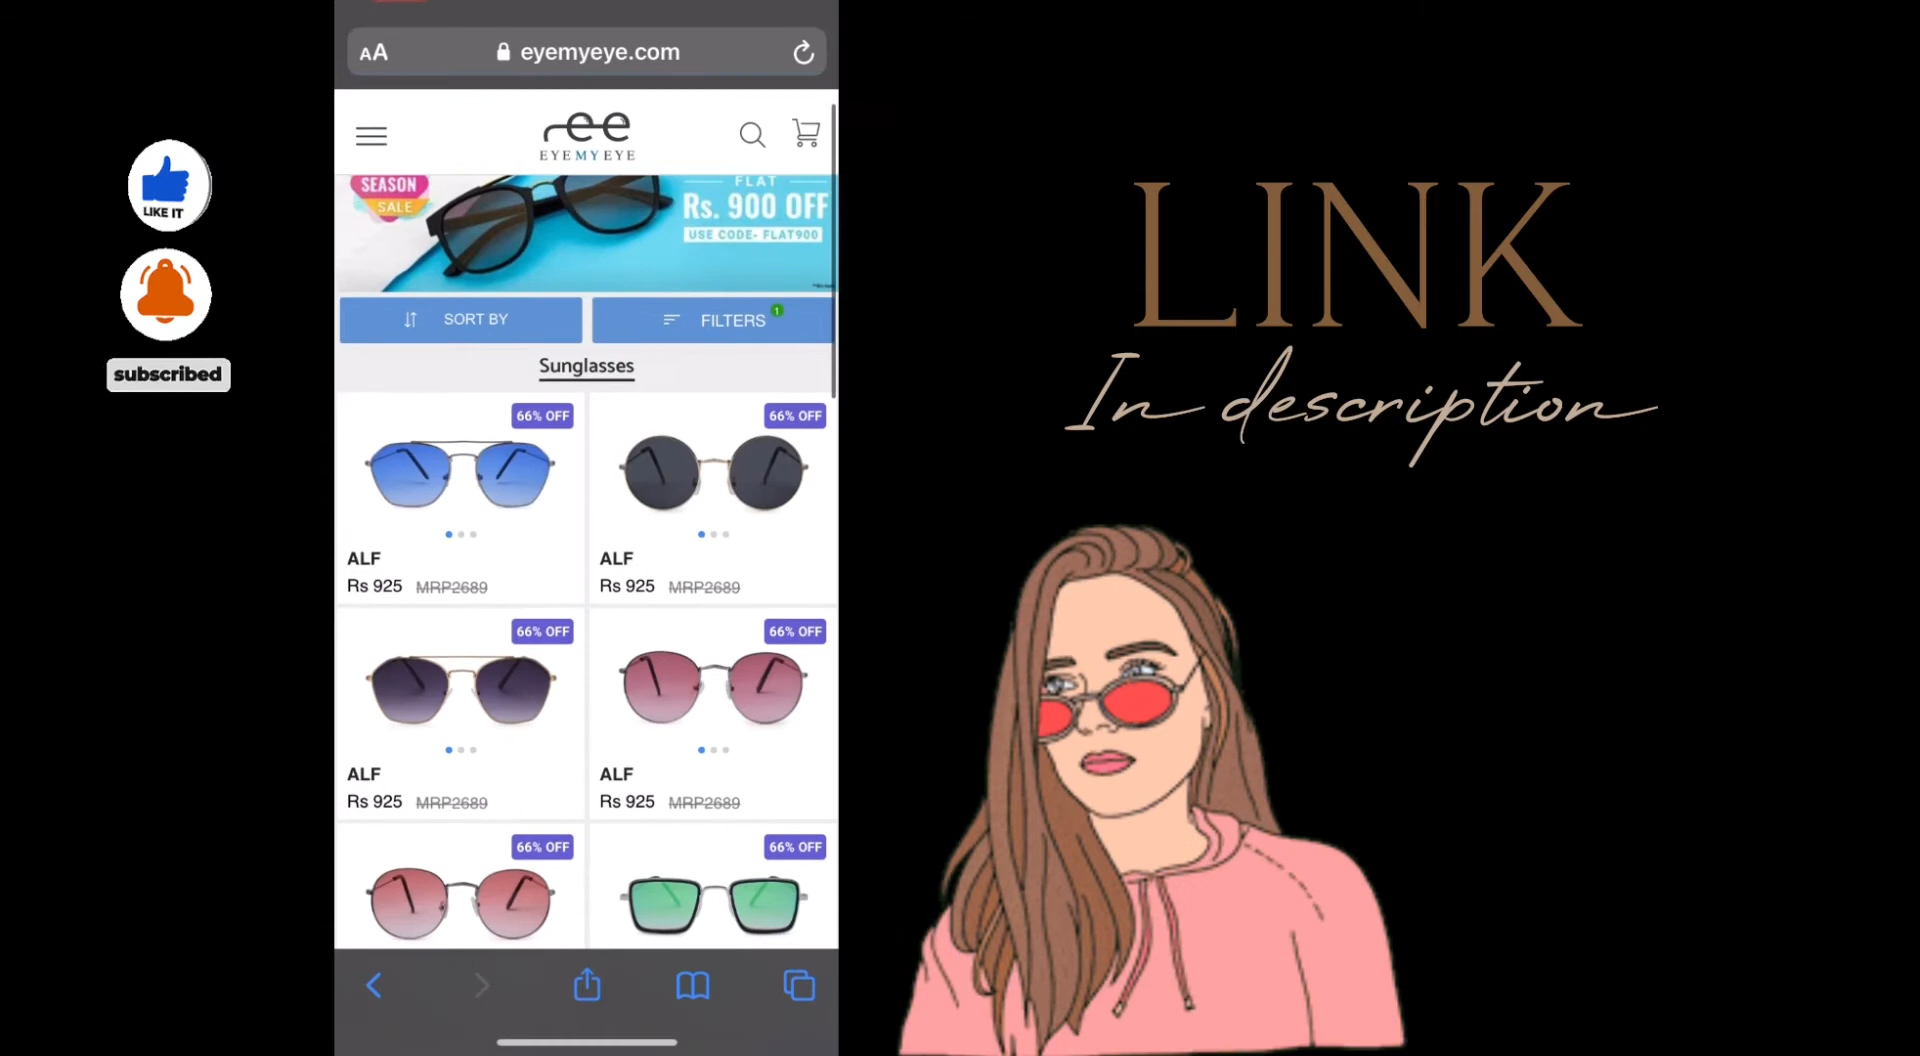 AA eyemyeye.com
EYEMYEYE
SEASON
SALE
FLAT
Rs. 900 OFF
USE CODE- FLAT900
SORT BY
FILTERS 1
Sunglasses
66% OFF
66% OFF
ALF
ALF
Rs 925 MRP2689
Rs 925 MRP2689
66% OFF
66% OFF
ALF
ALF
Rs 925 MRP2689
Rs 925 MRP2689
66% OFF
66% OFF
LIKE IT
subscribed
LINK
In description